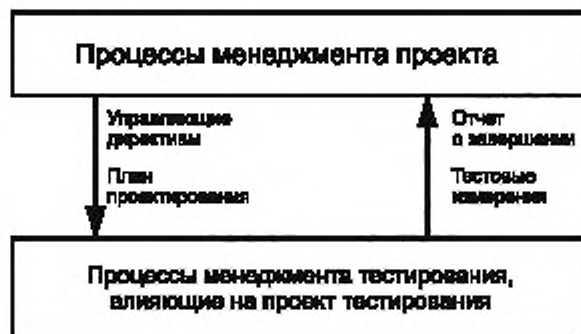 Процессы менеджмента проекта
Управляющие
директивы
План
проектирования
Отчет
о завершении
Тестовые
измерения
Процессы менеджмента тестирования,
влияющие на проект тестирования